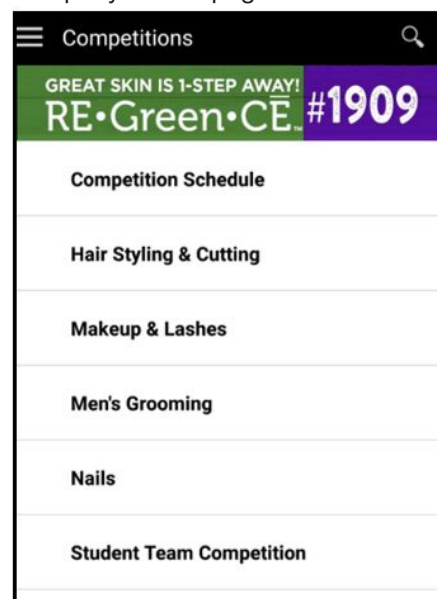 Competitions
GREAT SKIN IS 1-STEP AWAY!
RE•Green•CĒ™
#1909
Competition Schedule
Hair Styling & Cutting
Makeup & Lashes
Men's Grooming
Nails
Student Team Competition